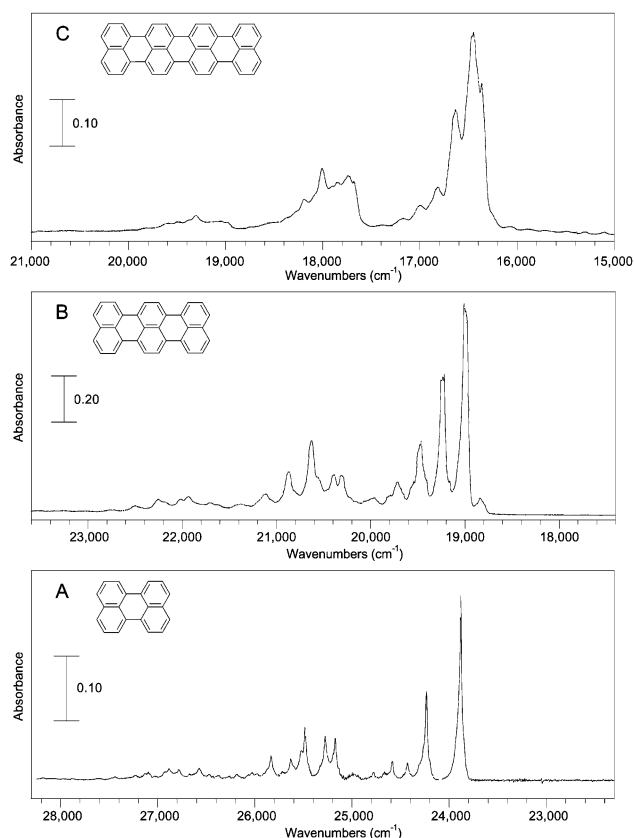 C
Absorbance
0.10
21,000 20,000 19,000 18,000 17,000 16,000 15,000
Wavenumbers (cm-1)
B
Absorbance
0.20
23,000 22,000 21,000 20,000 19,000 18,000
Wavenumbers (cm-1)
A
Absorbance
0.10
28,000 27,000 26,000 25,000 24,000 23,000
Wavenumbers (cm-1)